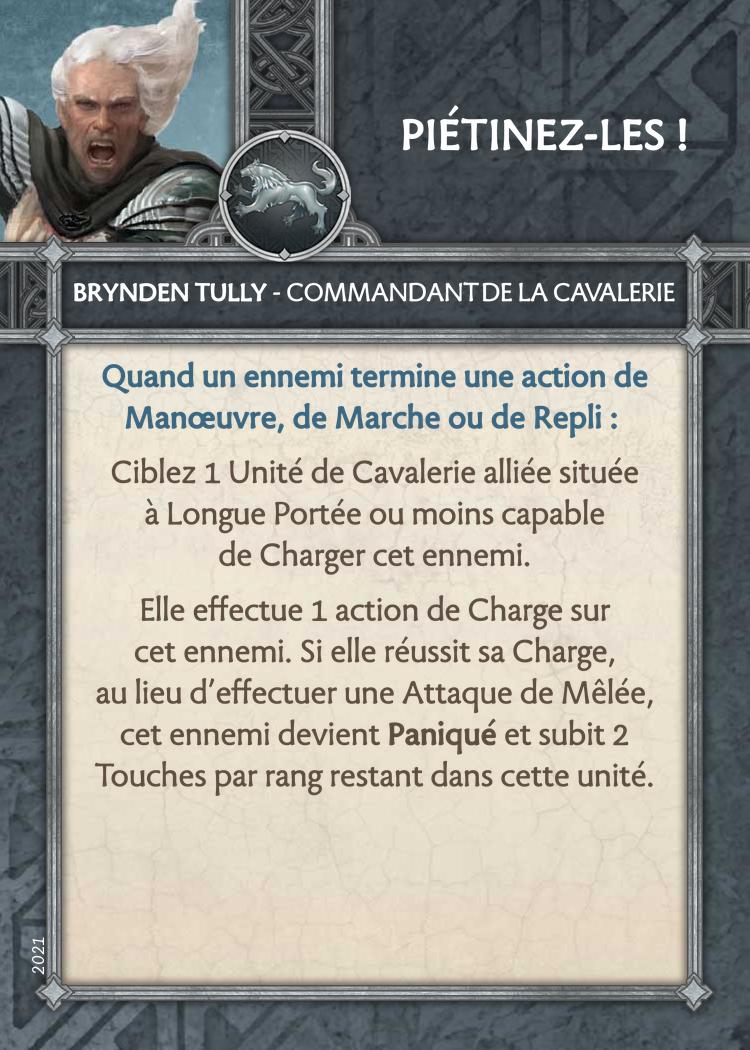 PIÉTINEZ-LES !
BRYNDEN TULLY - COMMANDANT DE LA CAVALERIE
Quand un ennemi termine une action de
Manœuvre, de Marche ou de Repli :
Ciblez 1 Unité de Cavalerie alliée située
à Longue Portée ou moins capable
de Charger cet ennemi.
Elle effectue 1 action de Charge sur
cet ennemi. Si elle réussit sa Charge,
au lieu d'effectuer une Attaque de Mêlée,
cet ennemi devient Paniqué et subit 2
Touches par rang restant dans cette unité.
2021